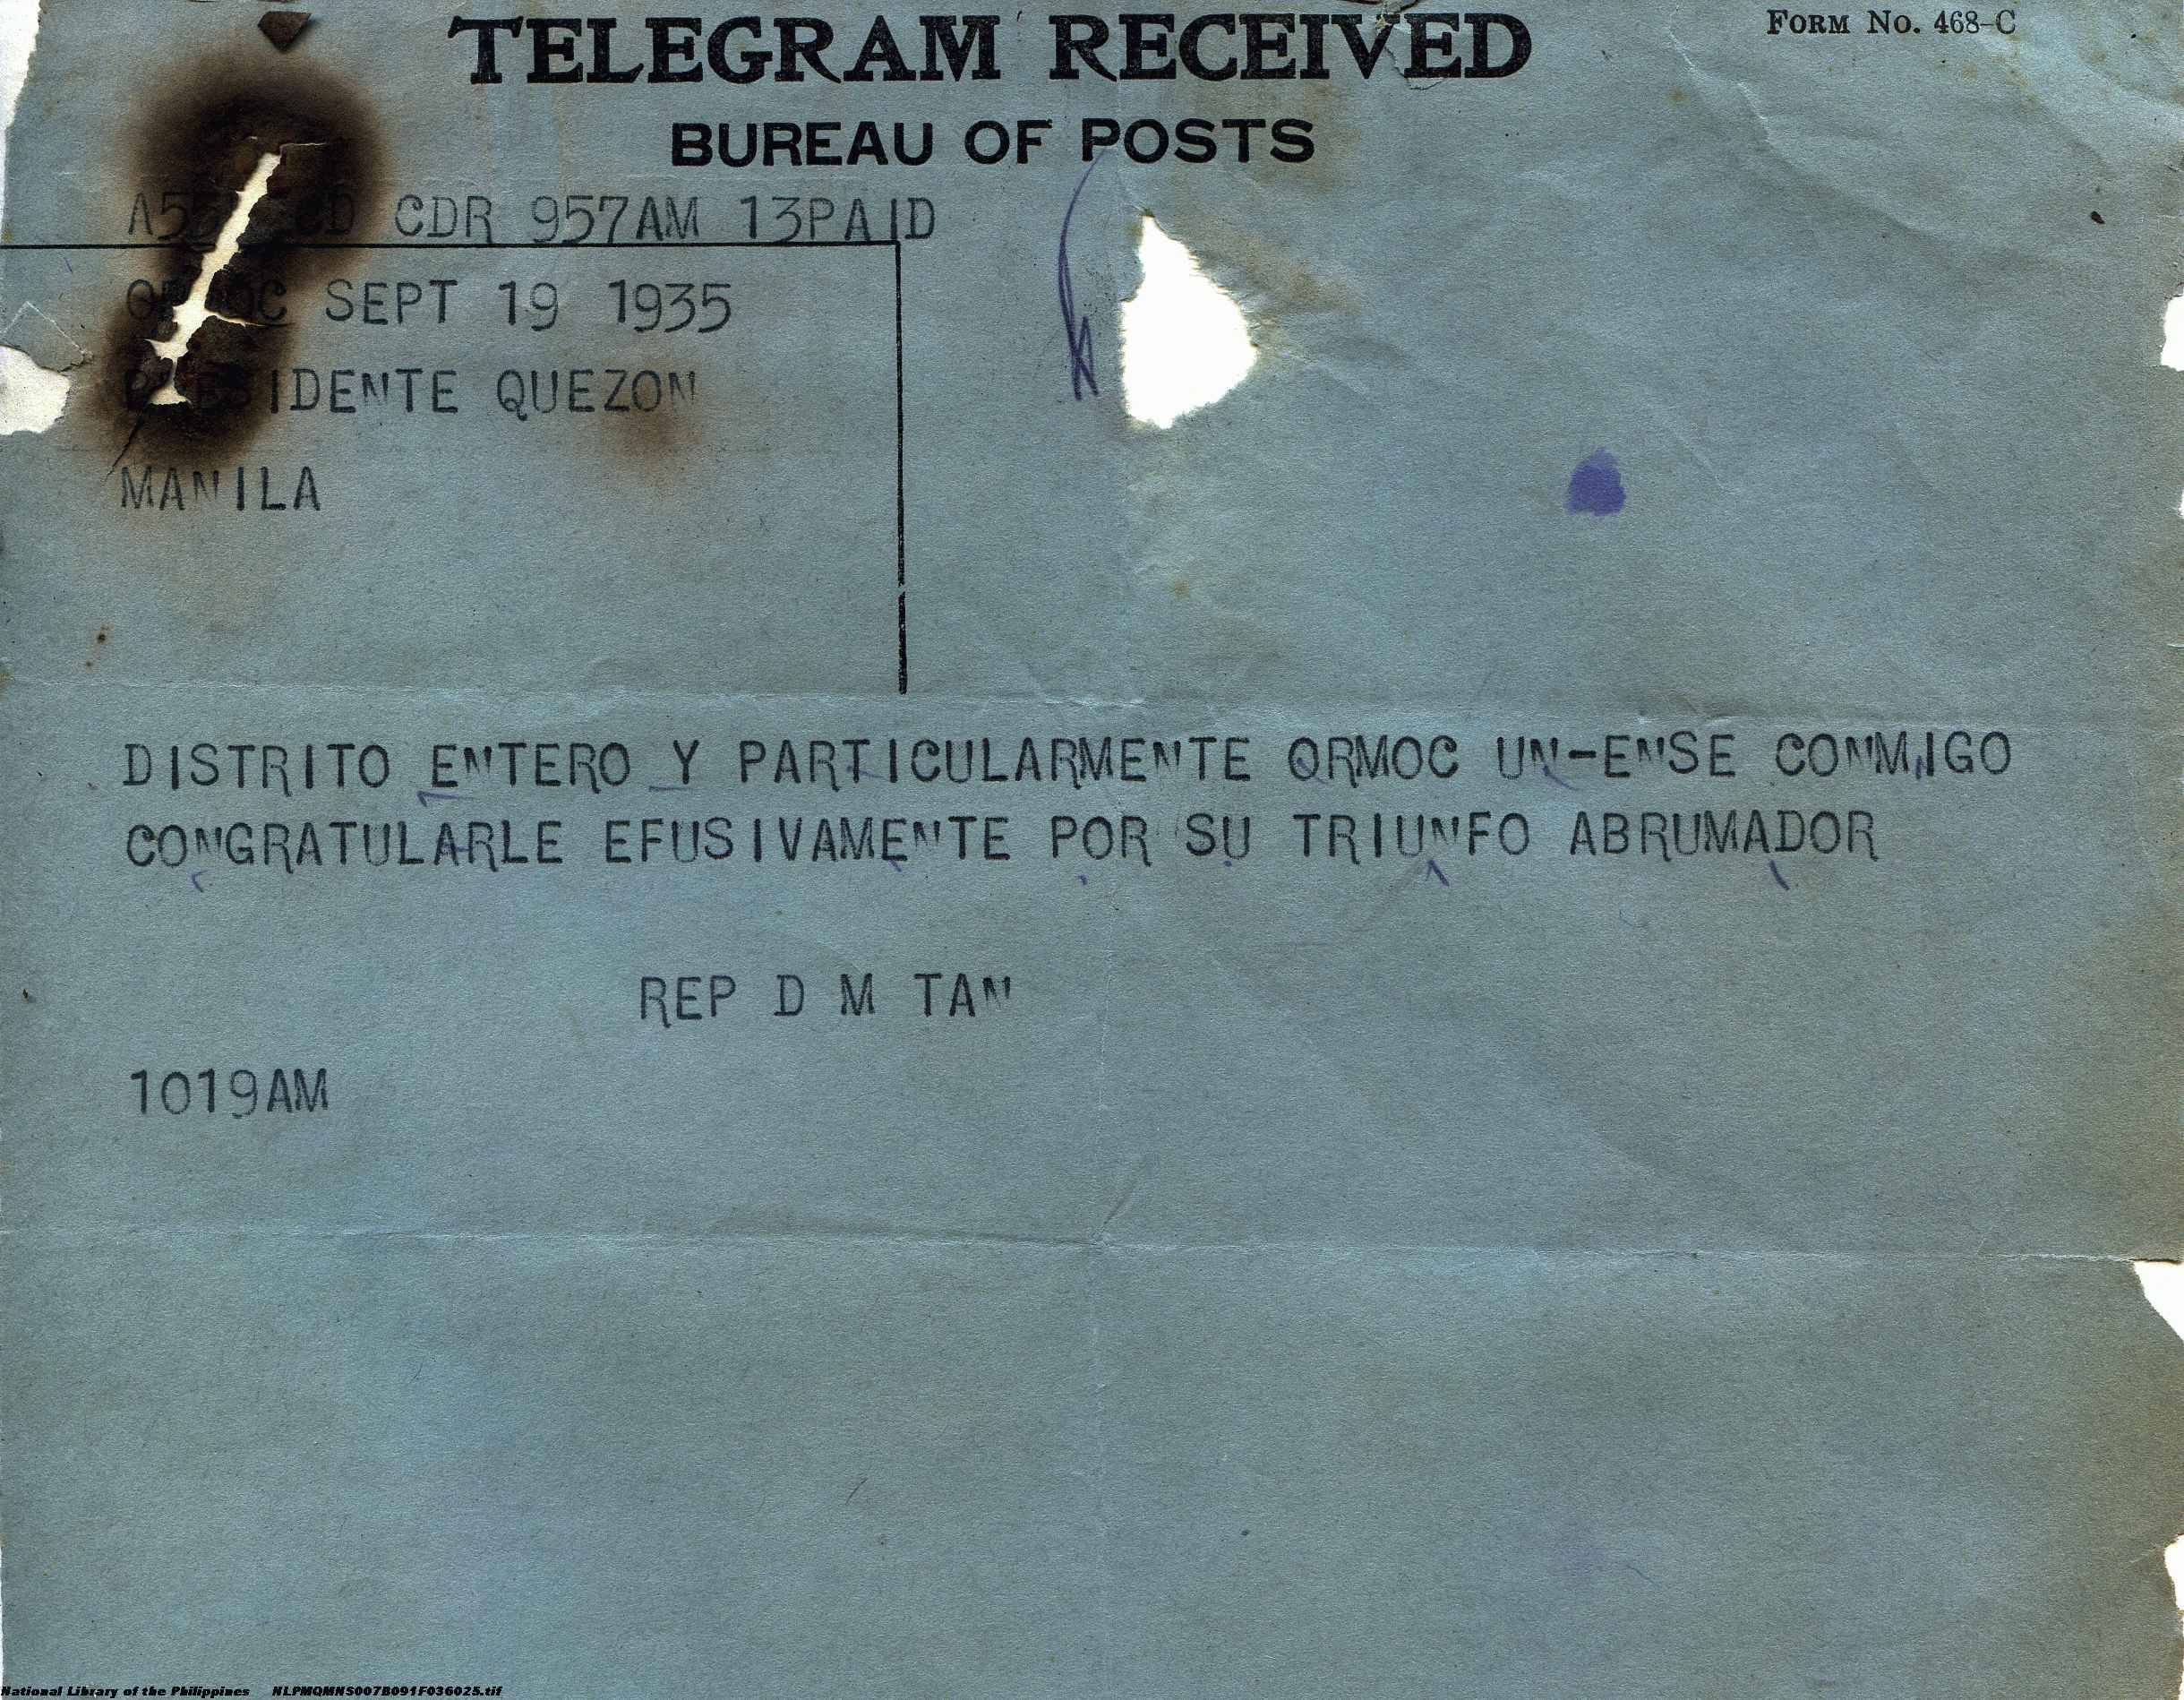 TELEGRAM RECEIVED
FORM No. 468-C
BUREAU OF POSTS
CDR 957AM 13PAID
ORMOC SEPT 19 1935
PRESIDENTE QUEZON
MANILA
DISTRITO ENTERO Y PARTICULARMENTE ORMOC UN-ENSE CONMIGO
CONGRATULARLE EFUSIVAMENTE POR SU TRIUNFO ABRUMADOR
REP D M TAN
1019AM
National Library of the Philippines NLPMQMNS007B091F036025.tif